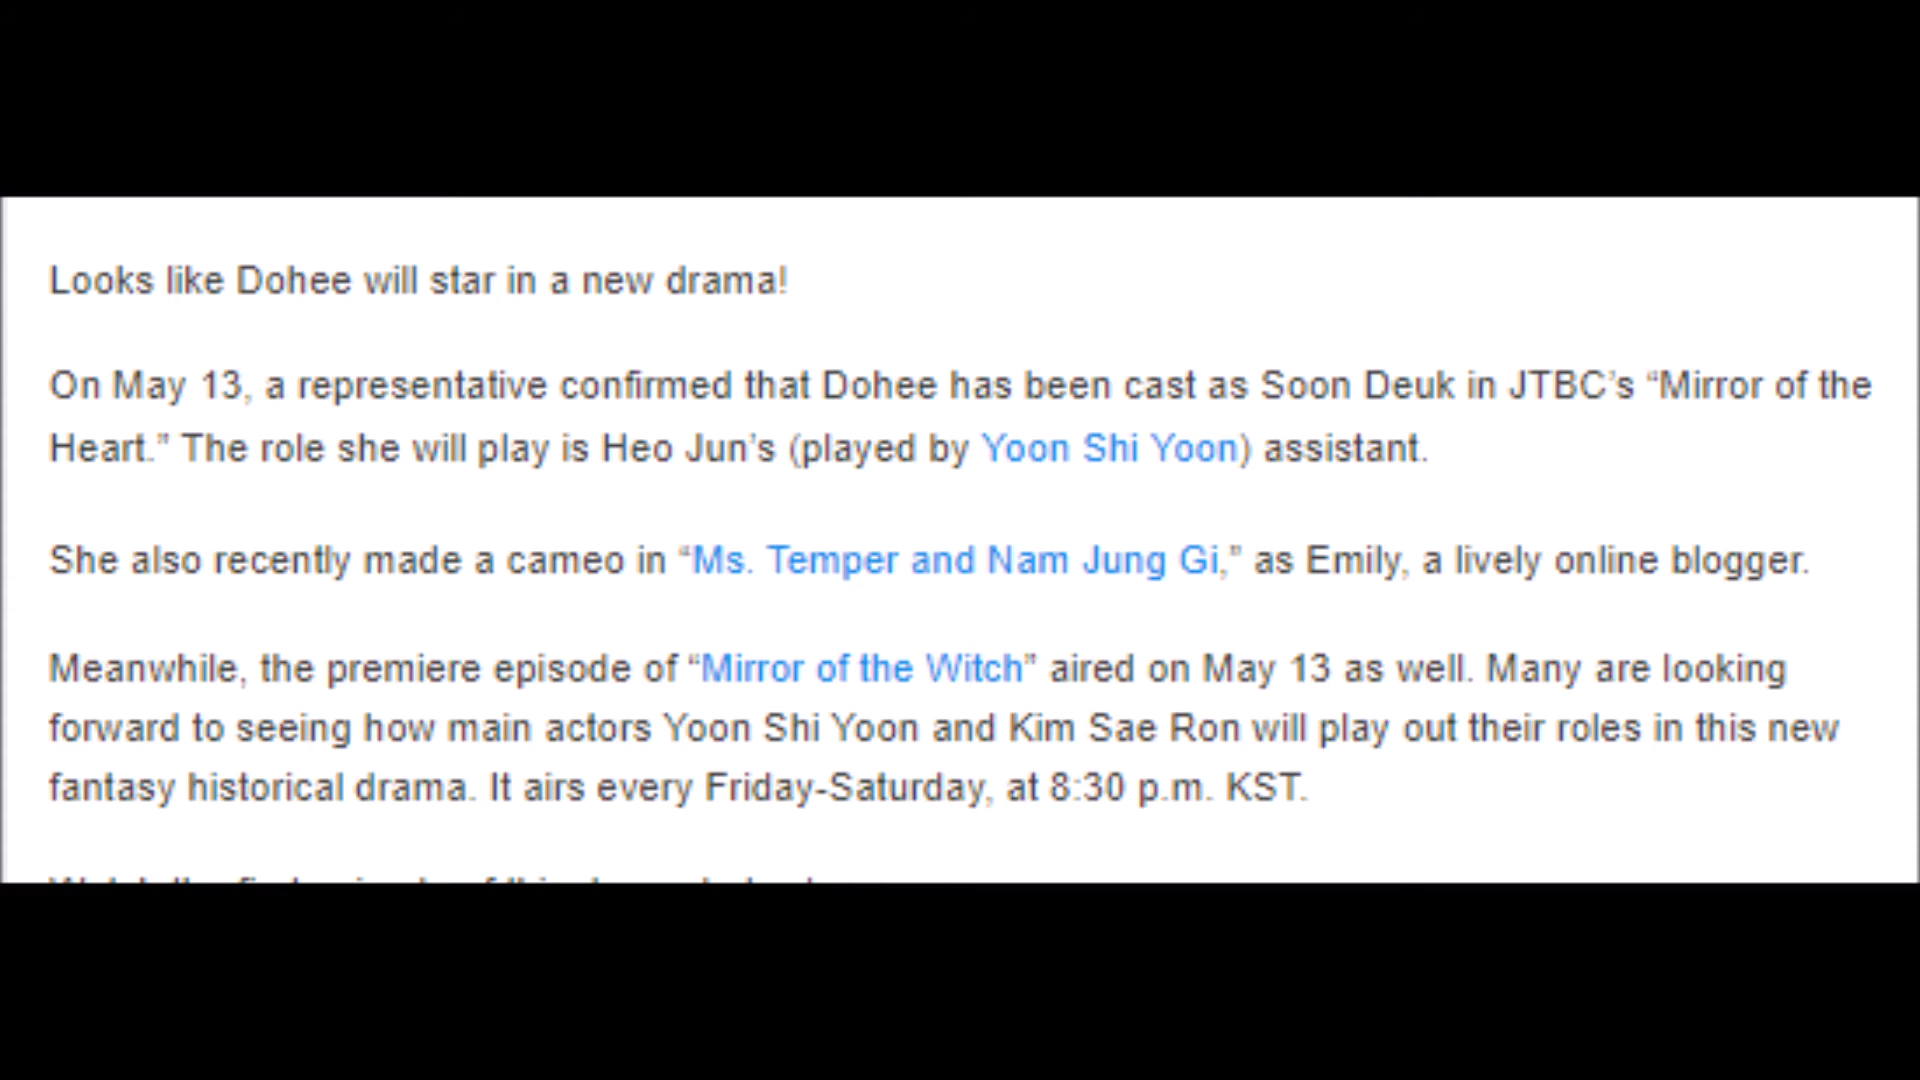 Looks like Dohee will star in a new drama!
On May 13, a representative confirmed that Dohee has been cast as Soon Deuk in JTBC’s “Mirror of the
Heart.” The role she will play is Heo Jun’s (played by Yoon Shi Yoon) assistant.
She also recently made a cameo in “Ms. Temper and Nam Jung Gi,” as Emily, a lively online blogger.
Meanwhile, the premiere episode of “Mirror of the Witch” aired on May 13 as well. Many are looking
forward to seeing how main actors Yoon Shi Yoon and Kim Sae Ron will play out their roles in this new
fantasy historical drama. It airs every Friday-Saturday, at 8:30 p.m. KST.